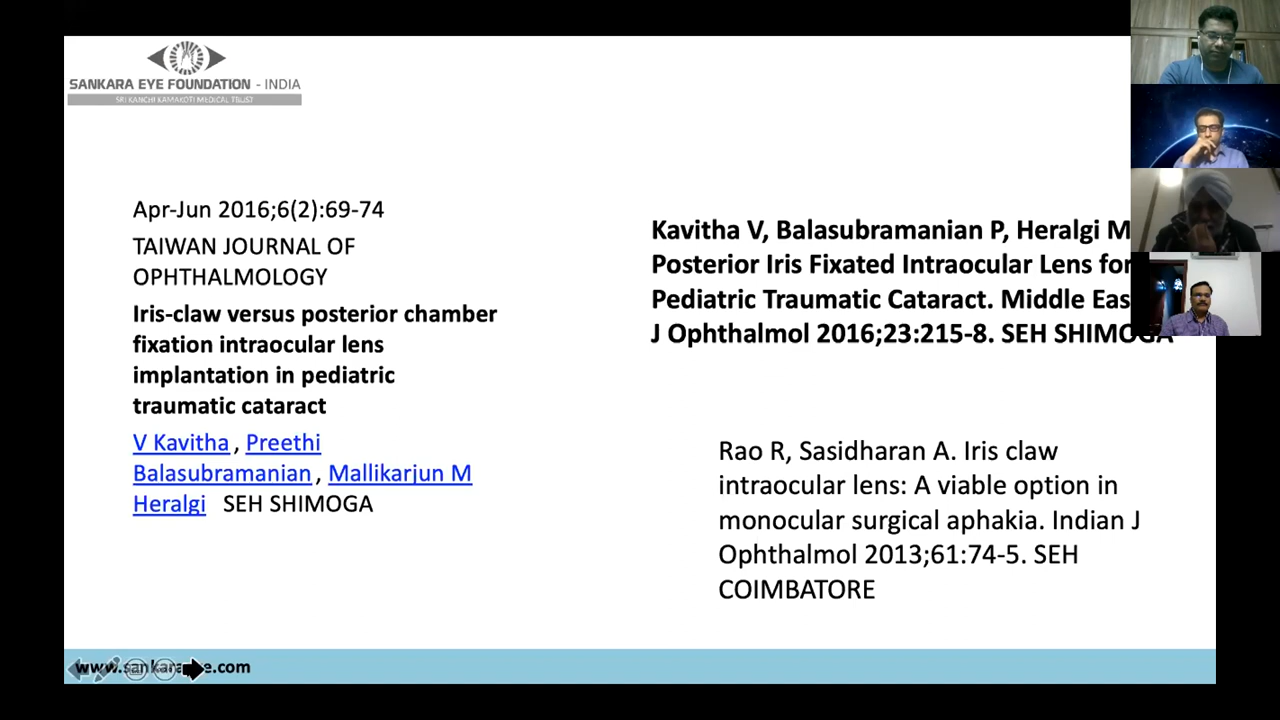 SANKARA EYE FOUNDATION - INDIA
SRI KANCHI KAMAKOTI MEDICAL TRUST
Apr-Jun 2016;6(2):69-74
TAIWAN JOURNAL OF
OPHTHALMOLOGY
Iris-claw versus posterior chamber
fixation intraocular lens
implantation in pediatric
traumatic cataract
V Kavitha , Preethi
Balasubramanian , Mallikarjun M
Heralgi SEH SHIMOGA
Kavitha V, Balasubramanian P, Heralgi M
Posterior Iris Fixated Intraocular Lens for
Pediatric Traumatic Cataract. Middle Eas
J Ophthalmol 2016;23:215-8. SEH SHIMOGA
Rao R, Sasidharan A. Iris claw
intraocular lens: A viable option in
monocular surgical aphakia. Indian J
Ophthalmol 2013;61:74-5. SEH
COIMBATORE
www.sankaraeye.com